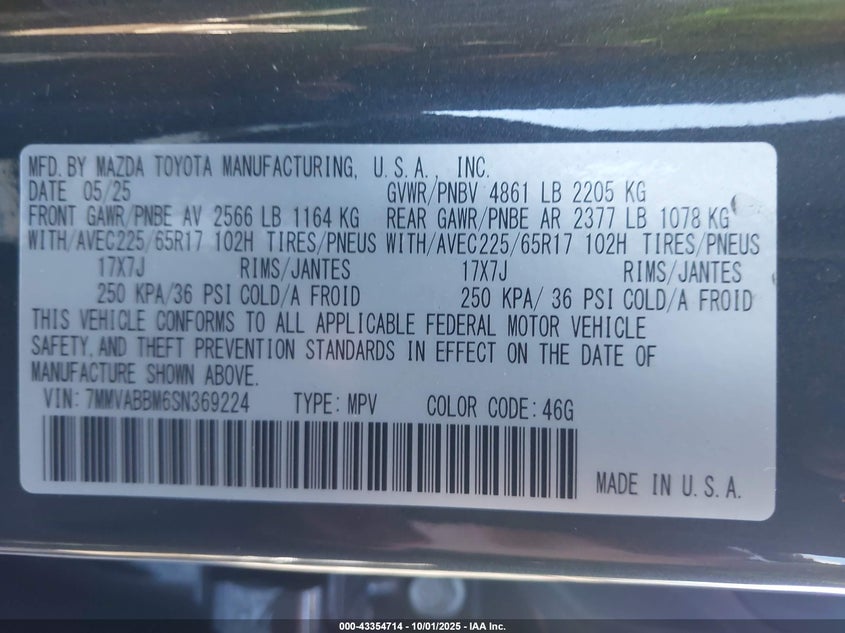 MFD. BY MAZDA TOYOTA MANUFACTURING, U.S.A., INC.
DATE 05/25 GVWR/PNBV 4861 LB 2205 KG
FRONT GAWR/PNBE AV 2566 LB 1164 KG REAR GAWR/PNBE AR 2377 LB 1078 KG
WITH/AVEC225/65R17 102H TIRES/PNEUS WITH/AVEC225/65R17 102H TIRES/PNEUS
17X7J RIMS/JANTES 17X7J RIMS/JANTES
250 KPA/36 PSI COLD/A FROID 250 KPA/ 36 PSI COLD/A FROID
THIS VEHICLE CONFORMS TO ALL APPLICABLE FEDERAL MOTOR VEHICLE
SAFETY, AND THEFT PREVENTION STANDARDS IN EFFECT ON THE DATE OF
MANUFACTURE SHOWN ABOVE.
VIN: 7MMVABBM6SN369224 TYPE: MPV COLOR CODE: 46G
MADE IN U.S.A.
000-43354714 - 10/01/2025 - IAA Inc.